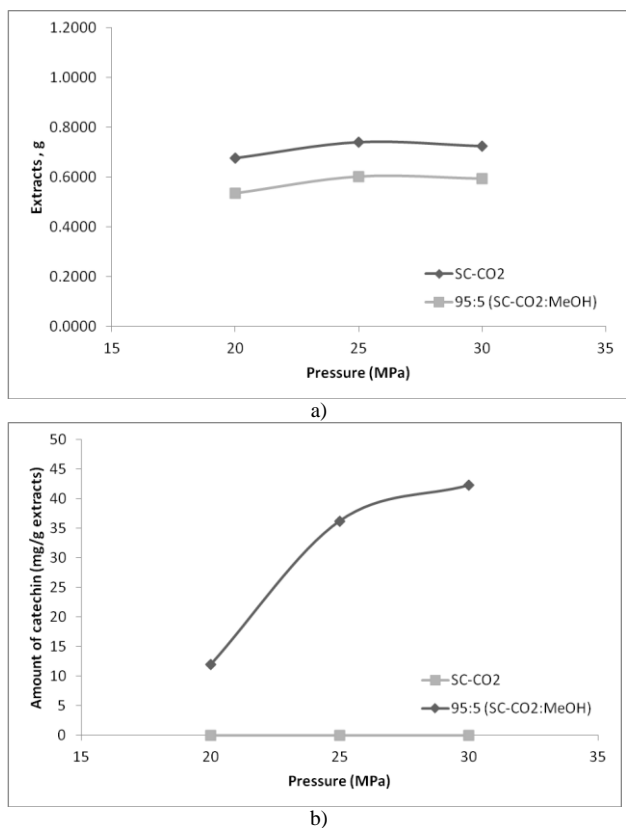 1.2000
1.0000
0.8000
0.6000
0.4000
0.2000
0.0000
Extracts , g
SC-CO2
95:5 (SC-CO2:MeOH)
15 20 25 30 35
Pressure (MPa)
a)
50
45
40
35
30
25
20
15
10
5
0
Amount of catechin (mg/g extracts)
SC-CO2
95:5 (SC-CO2:MeOH)
15 20 25 30 35
Pressure (MPa)
b)